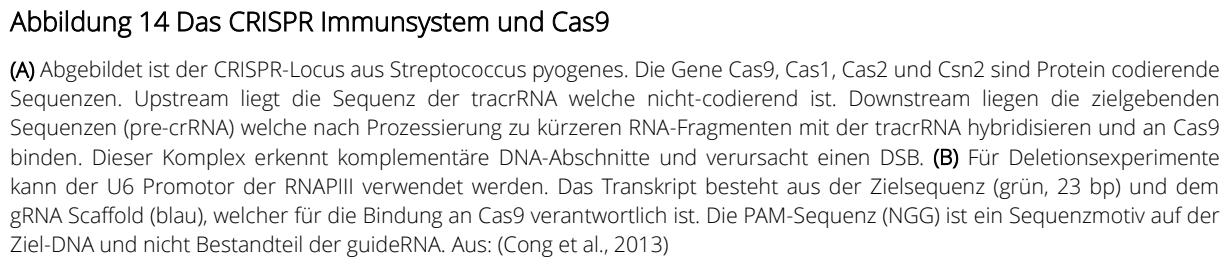 Abbildung 14 Das CRISPR Immunsystem und Cas9
(A) Abgebildet ist der CRISPR-Locus aus Streptococcus pyogenes. Die Gene Cas9, Cas1, Cas2 und Csn2 sind Protein codierende
Sequenzen. Upstream liegt die Sequenz der tracrRNA welche nicht-codierend ist. Downstream liegen die zielgebenden
Sequenzen (pre-crRNA) welche nach Prozessierung zu kürzeren RNA-Fragmenten mit der tracrRNA hybridisieren und an Cas9
binden. Dieser Komplex erkennt komplementäre DNA-Abschnitte und verursacht einen DSB. (B) Für Deletionsexperimente
kann der U6 Promotor der RNAPIII verwendet werden. Das Transkript besteht aus der Zielsequenz (grün, 23 bp) und dem
gRNA Scaffold (blau), welcher für die Bindung an Cas9 verantwortlich ist. Die PAM-Sequenz (NGG) ist ein Sequenzmotiv auf der
Ziel-DNA und nicht Bestandteil der guideRNA. Aus: (Cong et al., 2013)